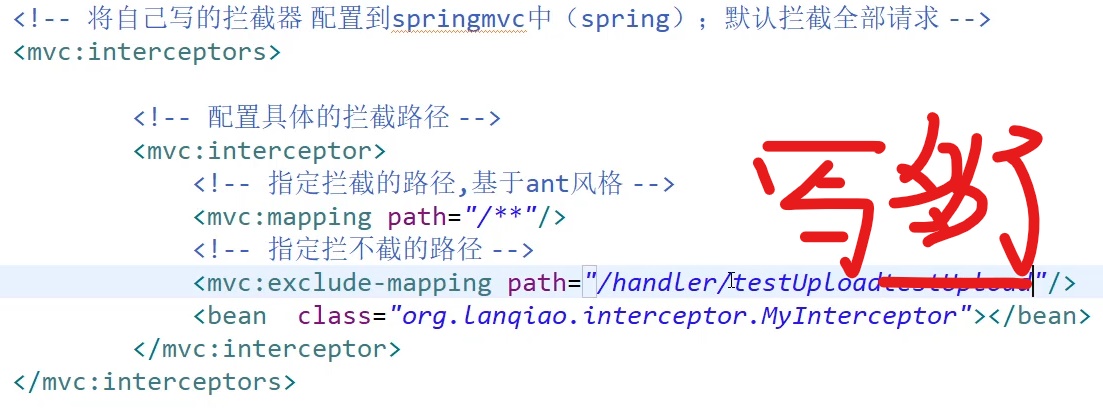 <!-- 将自己写的拦截器 配置到springmvc中（spring）；默认拦截全部请求 -->
<mvc:interceptors>
<!-- 配置具体的拦截路径 -->
<mvc:interceptor>
<!-- 指定拦截的路径,基于ant风格 -->
<mvc:mapping path="/**"/>
<!-- 指定拦不截的路径 -->
写多了
<mvc:exclude-mapping path="/handler/testUploadtestUpload"/>
<bean  class="org.lanqiao.interceptor.MyInterceptor"></bean>
</mvc:interceptor>
</mvc:interceptors>